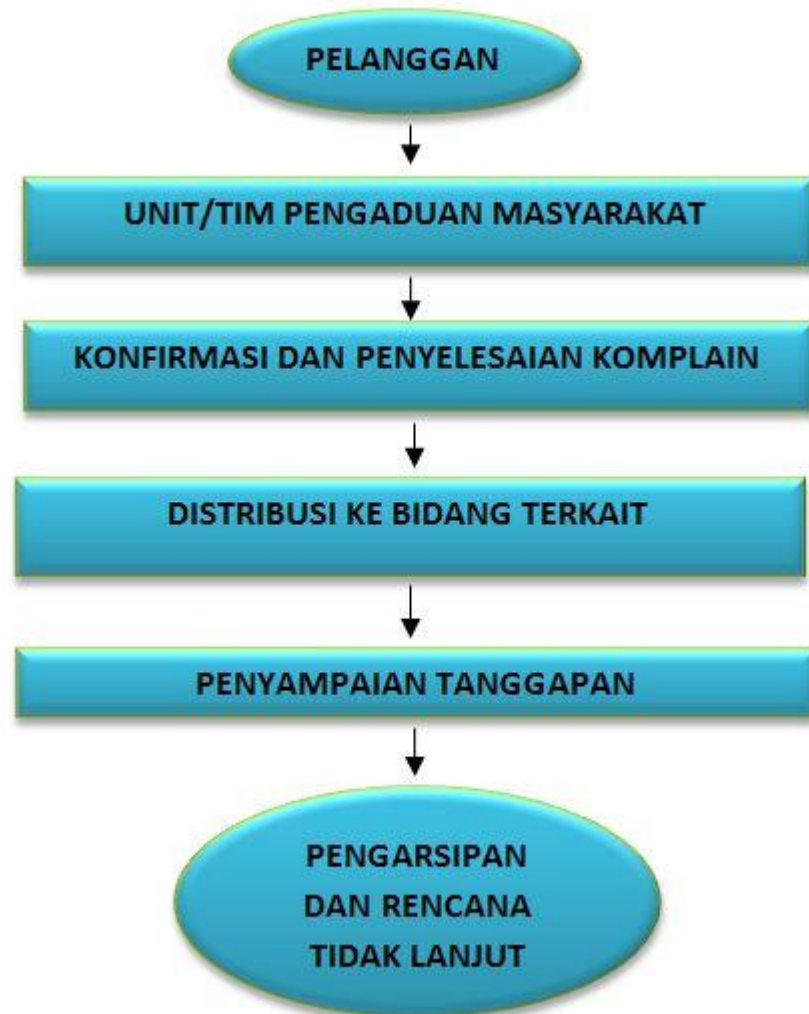 PELANGGAN
UNIT/TIM PENGADUAN MASYARAKAT
KONFIRMASI DAN PENYELESAIAN KOMPLAIN
DISTRIBUSI KE BIDANG TERKAIT
PENYAMPAIAN TANGGAPAN
PENGARSIPAN
DAN RENCANA
TIDAK LANJUT